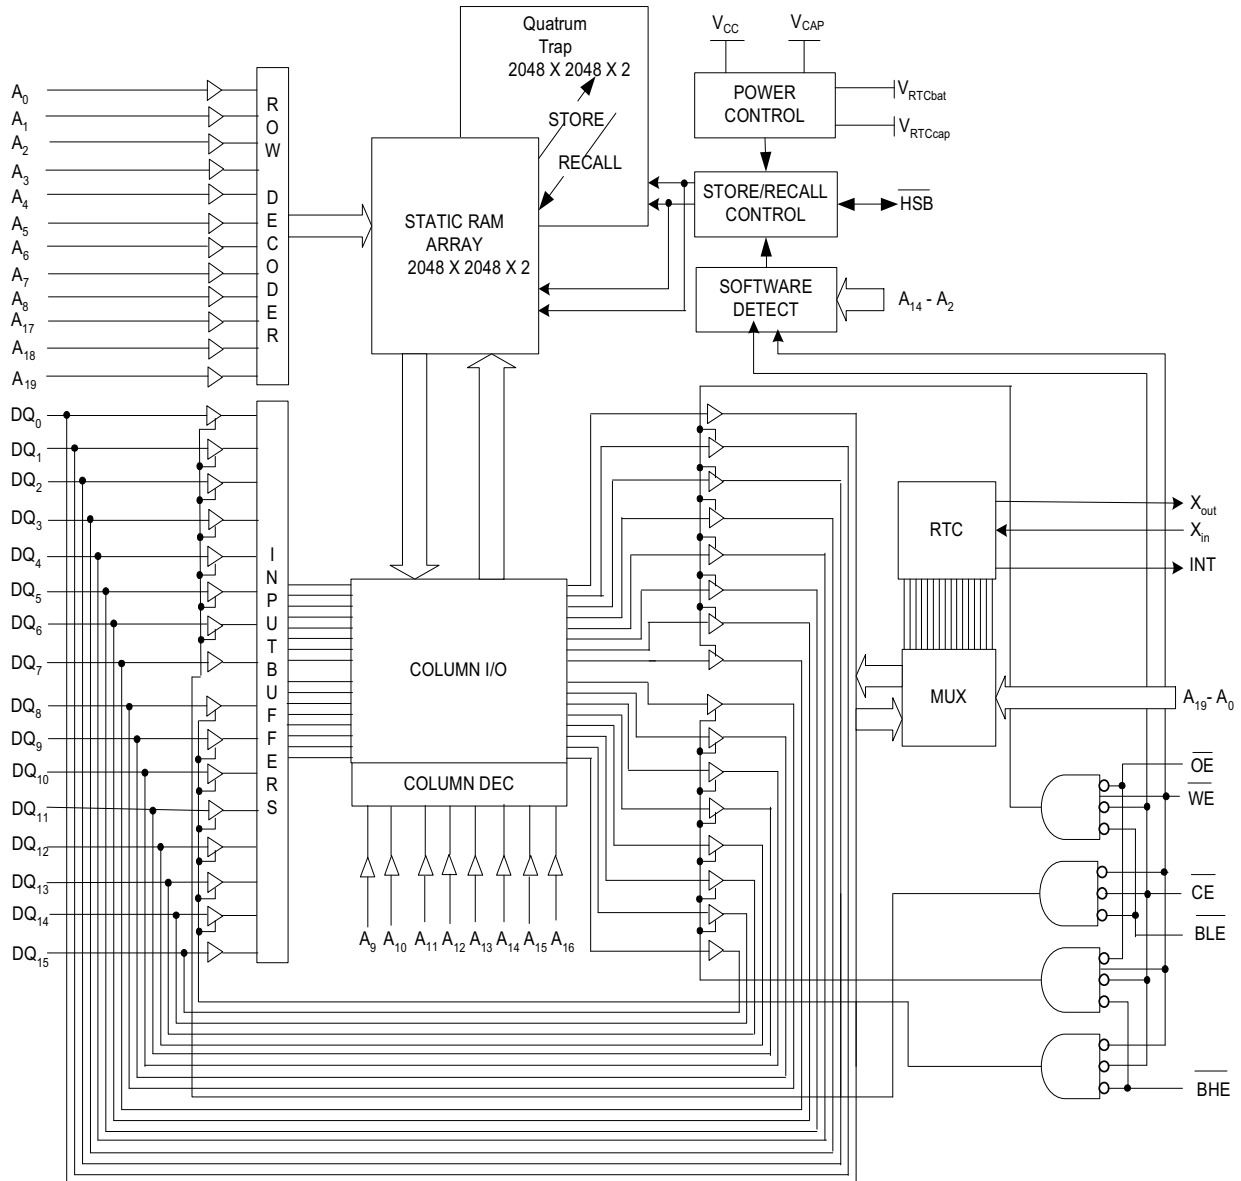 Quatrum
Trap
2048 X 2048 X 2
STORE
RECALL
STATIC RAM
ARRAY
2048 X 2048 X 2
VCC
VCAP
POWER
CONTROL
VRTCbat
VRTCcap
STORE/RECALL
CONTROL
HSB
SOFTWARE
DETECT
A14 - A2
A0
A1
A2
A3
A4
A5
A6
A7
A8
A17
A18
A19
ROW DECODER
DQ0
DQ1
DQ2
DQ3
DQ4
DQ5
DQ6
DQ7
DQ8
DQ9
DQ10
DQ11
DQ12
DQ13
DQ14
DQ15
INPUTBUFFERS
COLUMN I/O
COLUMN DEC
A9 A10 A11 A12 A13 A14 A15 A16
RTC
Xout
Xin
INT
MUX
A19- A0
OE
WE
CE
BLE
BHE